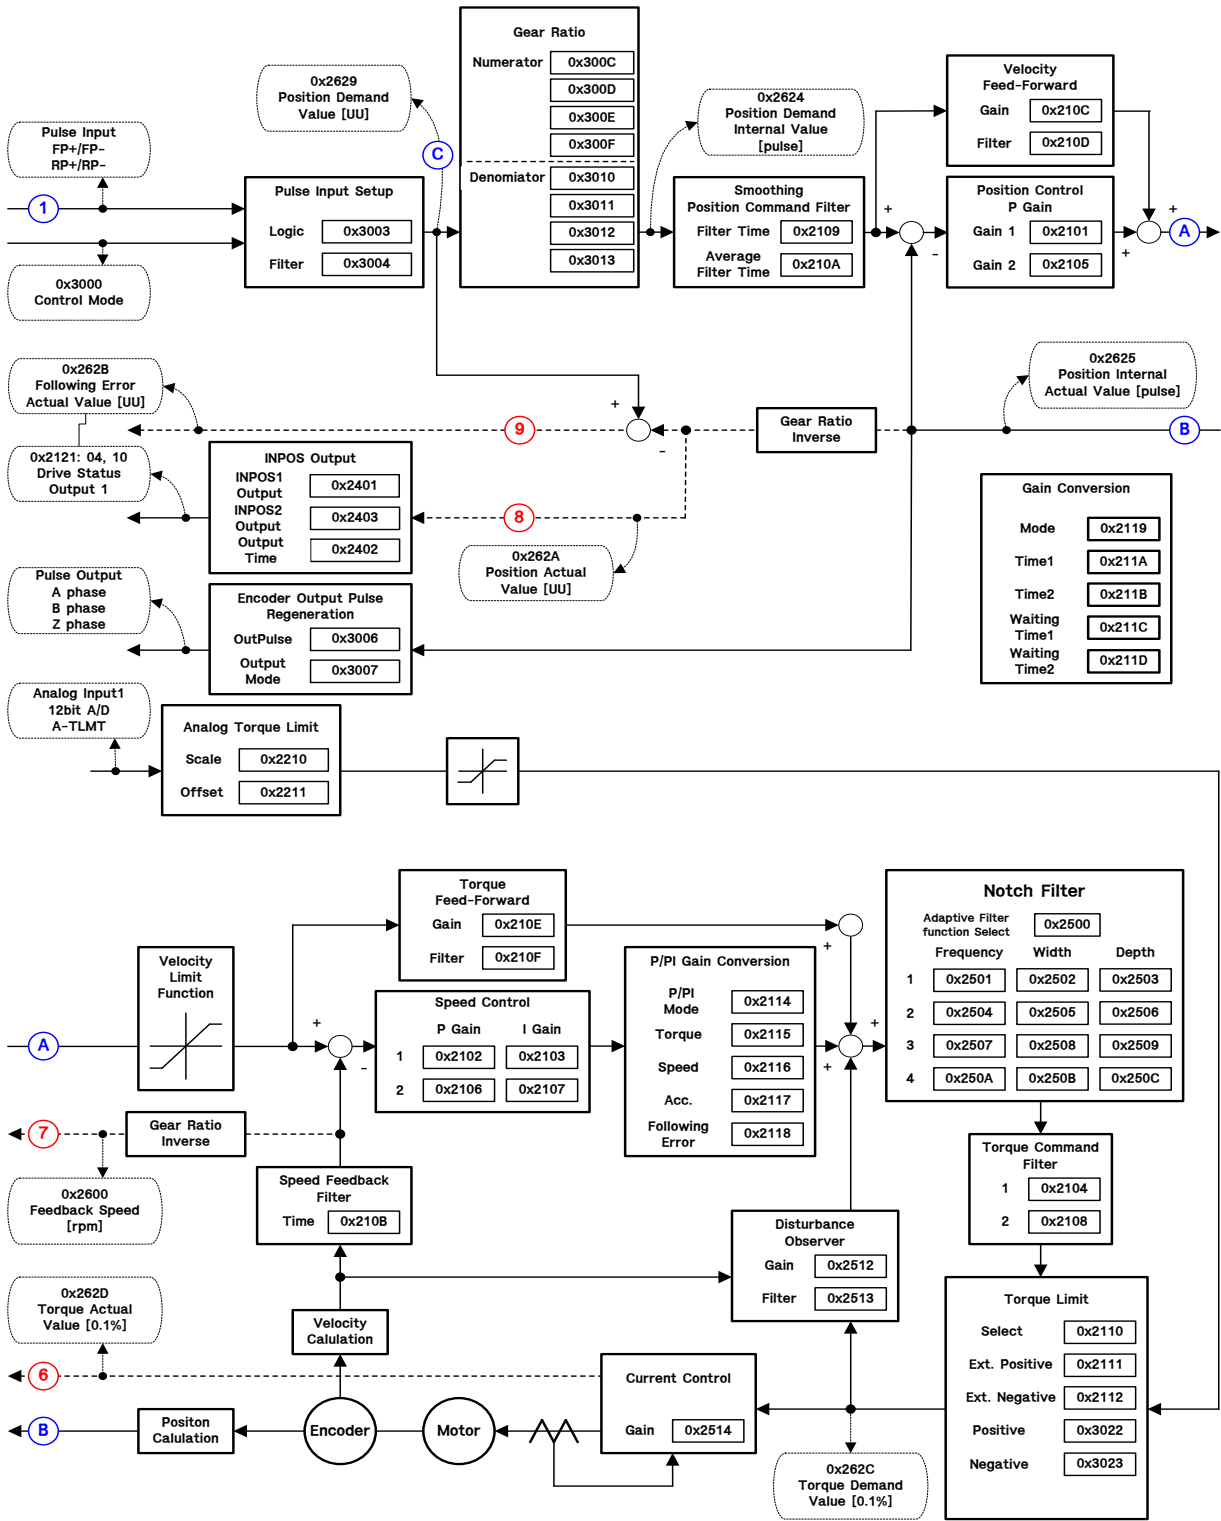 Gear Ratio
Numerator 0x300C
0x300D
0x300E
0x300F
Denomiator 0x3010
0x3011
0x3012
0x3013
0x2629
Position Demand
Value [UU]
C
Pulse Input
FP+/FP-
RP+/RP-
1
0x3000
Control Mode
Pulse Input Setup
Logic 0x3003
Filter 0x3004
0x2624
Position Demand
Internal Value
[pulse]
Smoothing
Position Command Filter
Filter Time 0x2109
Average
Filter Time 0x210A
Velocity
Feed-Forward
Gain 0x210C
Filter 0x210D
+
-
Position Control
P Gain
Gain 1 0x2101
Gain 2 0x2105
+
+
A
0x262B
Following Error
Actual Value [UU]
0x2121: 04, 10
Drive Status
Output 1
9
+
-
Gear Ratio
Inverse
0x2625
Position Internal
Actual Value [pulse]
B
INPOS Output
INPOS1
Output 0x2401
INPOS2
Output 0x2403
Output
Time 0x2402
8
0x262A
Position Actual
Value [UU]
Gain Conversion
Mode 0x2119
Time1 0x211A
Time2 0x211B
Waiting
Time1 0x211C
Waiting
Time2 0x211D
Pulse Output
A phase
B phase
Z phase
Encoder Output Pulse
Regeneration
OutPulse 0x3006
Output
Mode 0x3007
Analog Input1
12bit A/D
A-TLMT
Analog Torque Limit
Scale 0x2210
Offset 0x2211
Torque
Feed-Forward
Gain 0x210E
Filter 0x210F
+
A
Velocity
Limit
Function
+
-
Speed Control
P Gain I Gain
1 0x2102 0x2103
2 0x2106 0x2107
P/PI Gain Conversion
P/PI
Mode 0x2114
Torque 0x2115
Speed 0x2116
Acc. 0x2117
Following
Error 0x2118
+
+
Notch Filter
Adaptive Filter
function Select 0x2500
Frequency Width Depth
1 0x2501 0x2502 0x2503
2 0x2504 0x2505 0x2506
3 0x2507 0x2508 0x2509
4 0x250A 0x250B 0x250C
7
Gear Ratio
Inverse
0x2600
Feedback Speed
[rpm]
Speed Feedback
Filter
Time 0x210B
Torque Command
Filter
1 0x2104
2 0x2108
Disturbance
Observer
Gain 0x2512
Filter 0x2513
0x262D
Torque Actual
Value [0.1%]
Velocity
Calulation
6
Current Control
Gain 0x2514
Torque Limit
Select 0x2110
Ext. Positive 0x2111
Ext. Negative 0x2112
Positive 0x3022
Negative 0x3023
B
Positon
Calulation
Encoder
Motor
0x262C
Torque Demand
Value [0.1%]